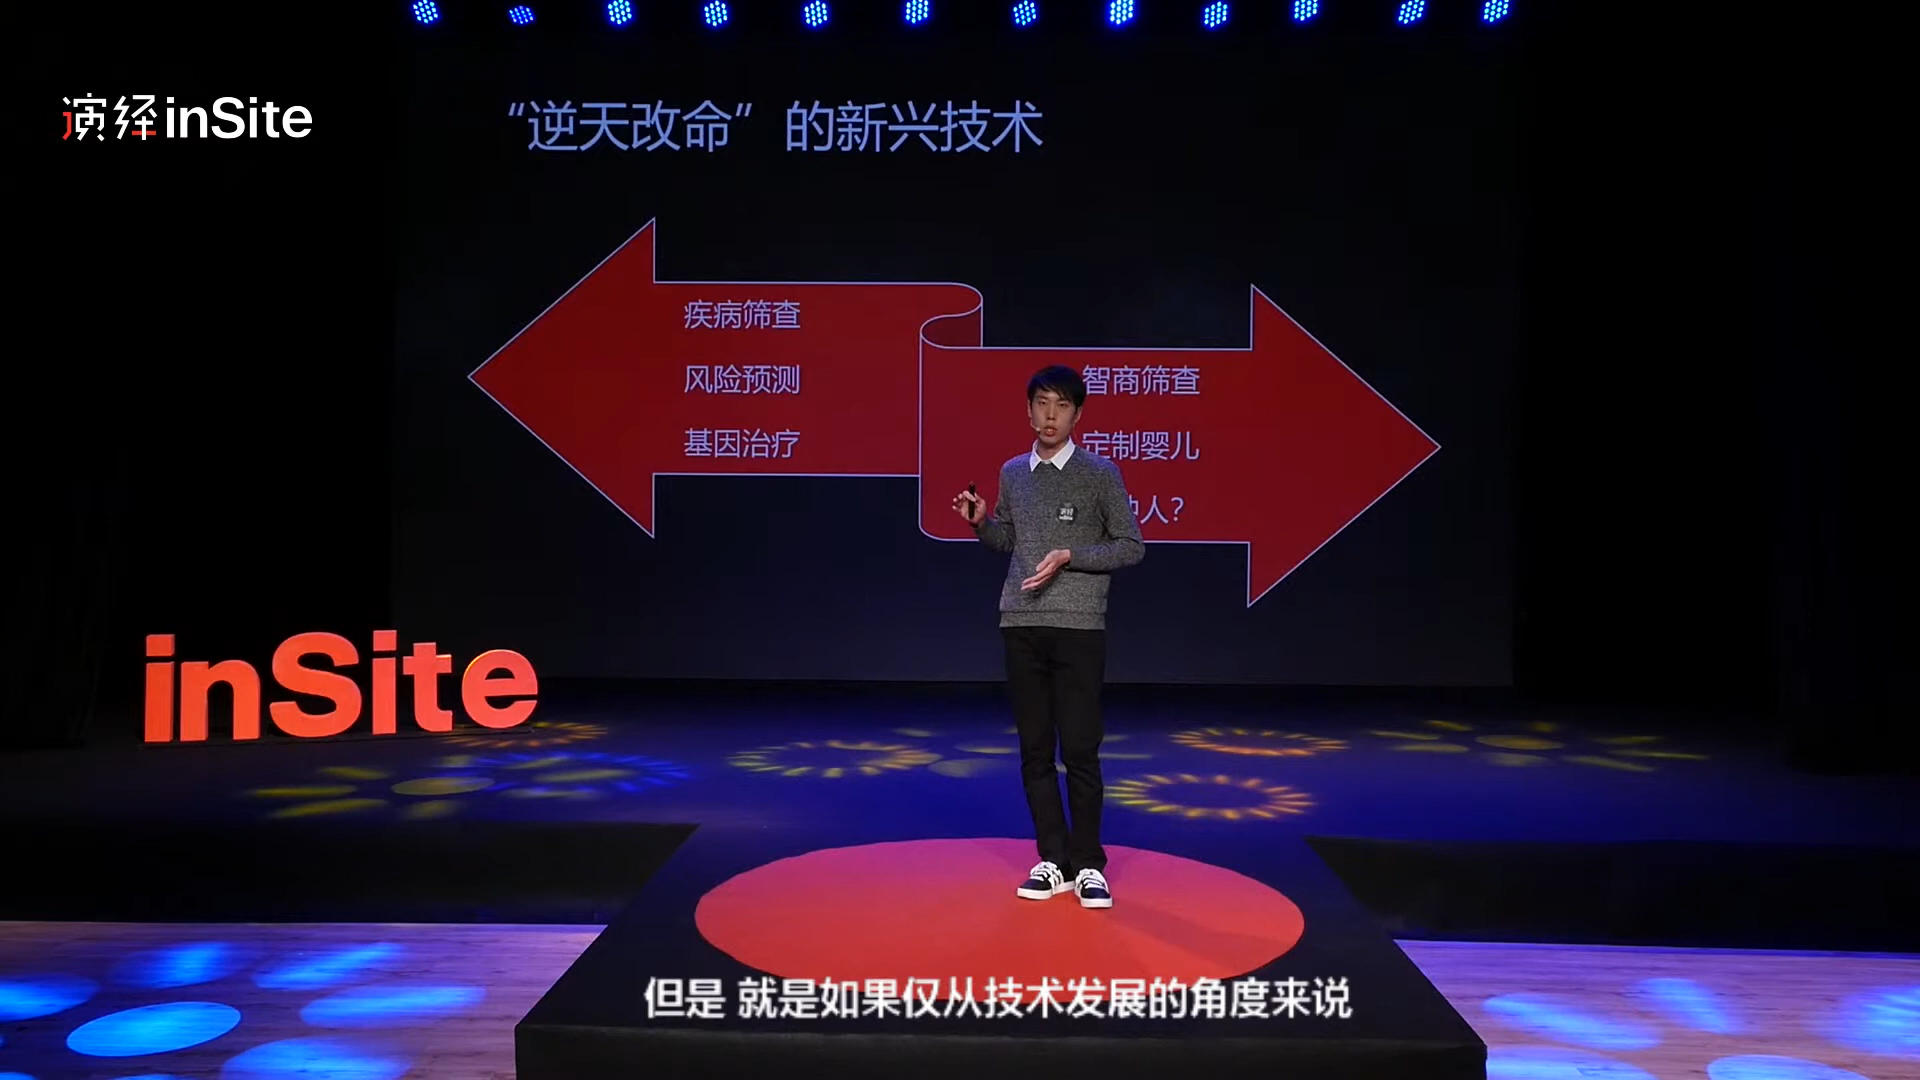 演绎inSite
“逆天改命”的新兴技术
疾病筛查
风险预测
基因治疗
智商筛查
定制婴儿
人?
inSite
但是 就是如果仅从技术发展的角度来说